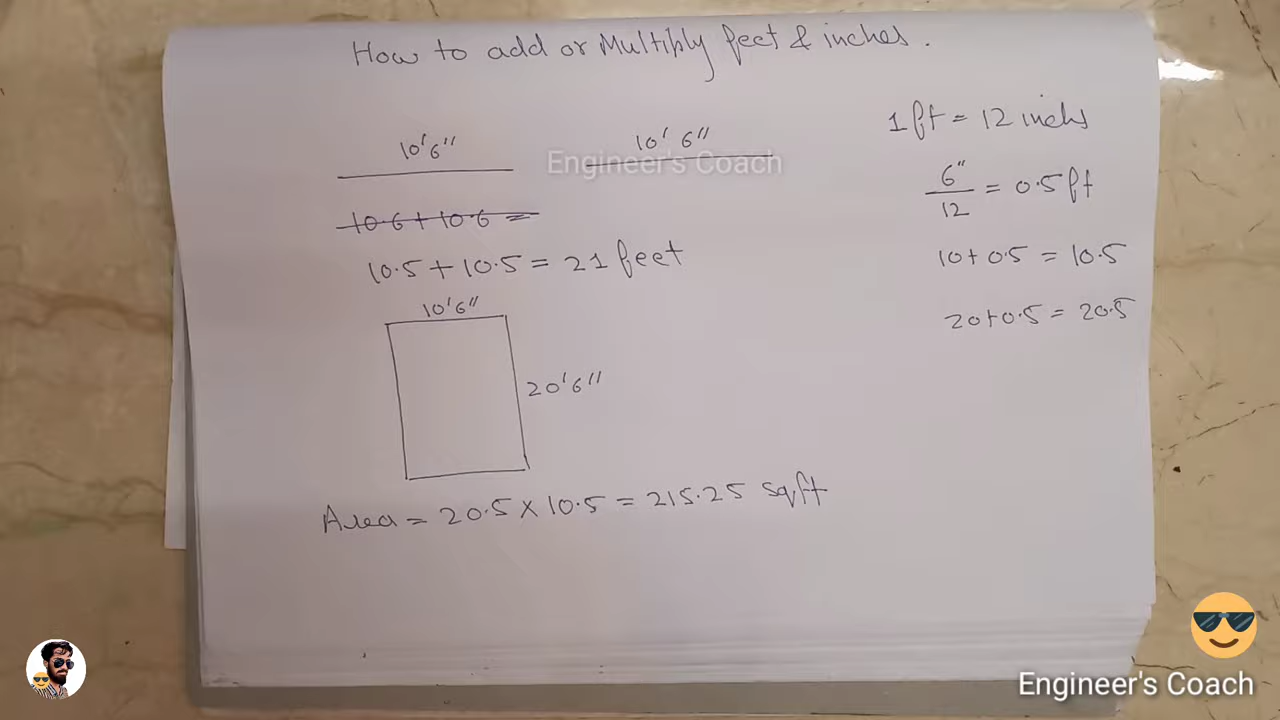 How to add or Multiply feet & inches.
10'6" 10' 6"
Engineer's Coach
10.6 + 10.6 =
10.5 + 10.5 = 21 feet
10'6"
20'6"
Area = 20.5 x 10.5 = 215.25 sqft
1 ft = 12 inchs
6"/12 = 0.5 ft
10 + 0.5 = 10.5
20 + 0.5 = 20.5
Engineer's Coach